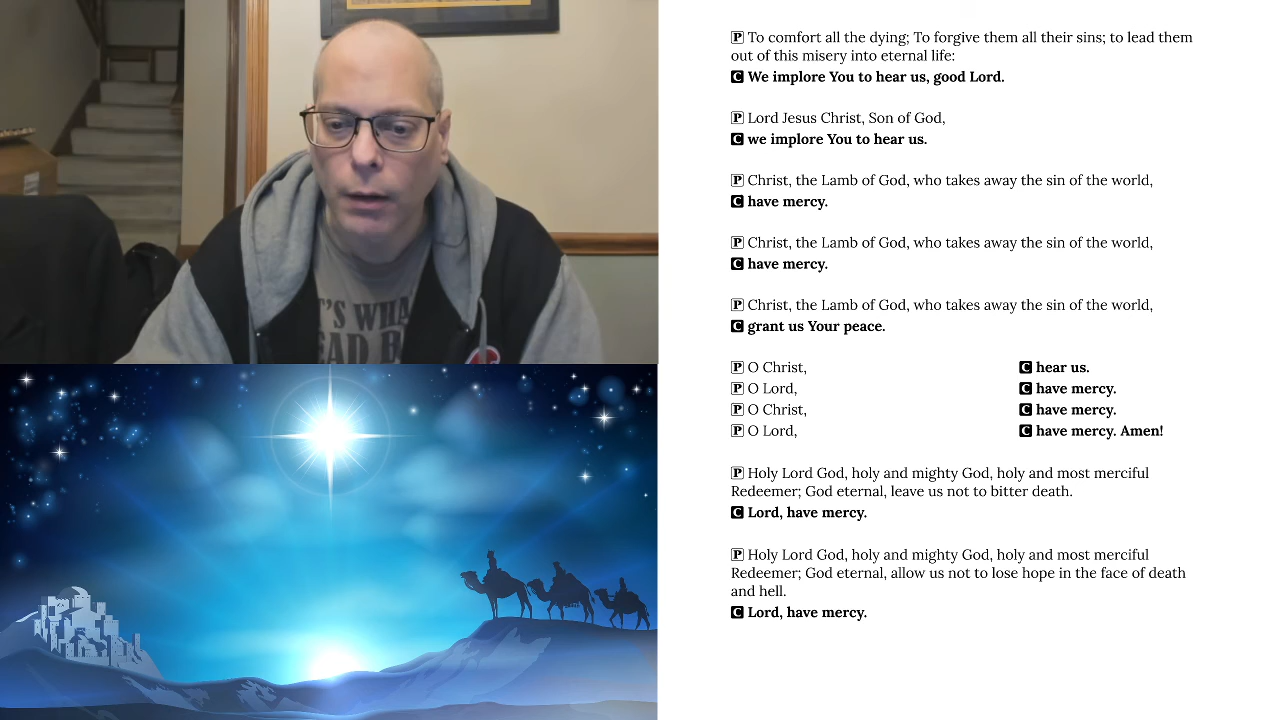 P To comfort all the dying; To forgive them all their sins; to lead them
out of this misery into eternal life:
C We implore You to hear us, good Lord.
P Lord Jesus Christ, Son of God,
C we implore You to hear us.
P Christ, the Lamb of God, who takes away the sin of the world,
C have mercy.
P Christ, the Lamb of God, who takes away the sin of the world,
C have mercy.
P Christ, the Lamb of God, who takes away the sin of the world,
C grant us Your peace.
P O Christ, C hear us.
P O Lord, C have mercy.
P O Christ, C have mercy.
P O Lord, C have mercy. Amen!
P Holy Lord God, holy and mighty God, holy and most merciful
Redeemer; God eternal, leave us not to bitter death.
C Lord, have mercy.
P Holy Lord God, holy and mighty God, holy and most merciful
Redeemer; God eternal, allow us not to lose hope in the face of death
and hell.
C Lord, have mercy.